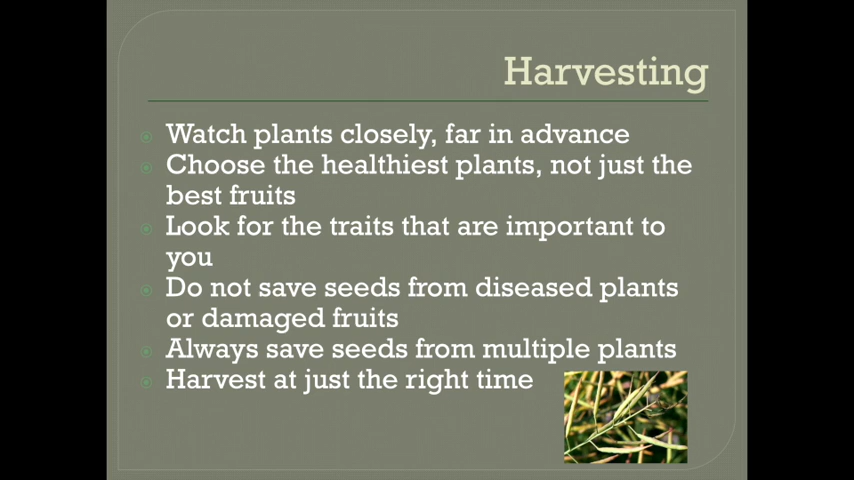 Harvesting
Watch plants closely, far in advance
Choose the healthiest plants, not just the
best fruits
Look for the traits that are important to
you
Do not save seeds from diseased plants
or damaged fruits
Always save seeds from multiple plants
Harvest at just the right time